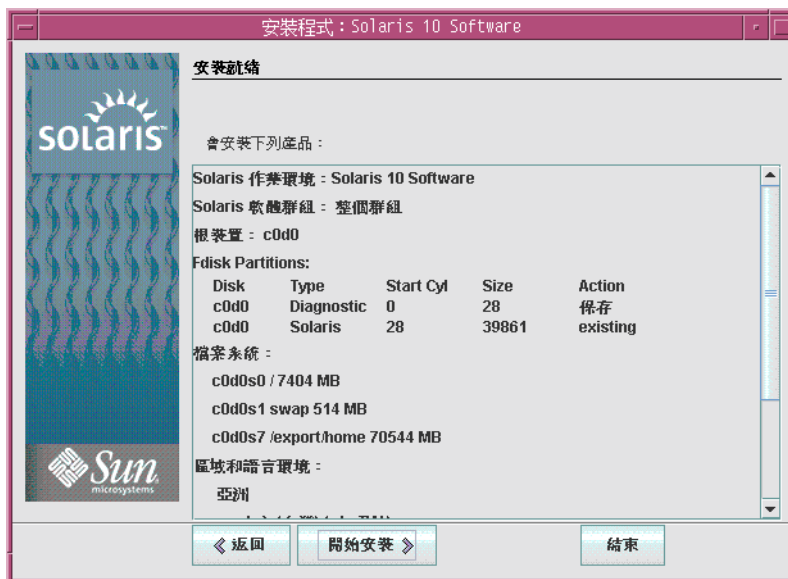 安裝程式：Solaris 10 Software
solaris
安裝就緒
會安裝下列產品：
Solaris 作業環境：Solaris 10 Software
Solaris 軟體群組： 整個群組
根裝置： c0d0
Fdisk Partitions:
Disk Type Start Cyl Size Action
c0d0 Diagnostic 0 28 保存
c0d0 Solaris 28 39861 existing
檔案系統：
c0d0s0 / 7404 MB
c0d0s1 swap 514 MB
c0d0s7 /export/home 70544 MB
區域和語言環境：
亞洲
Sun
microsystems
返回 開始安裝 結束